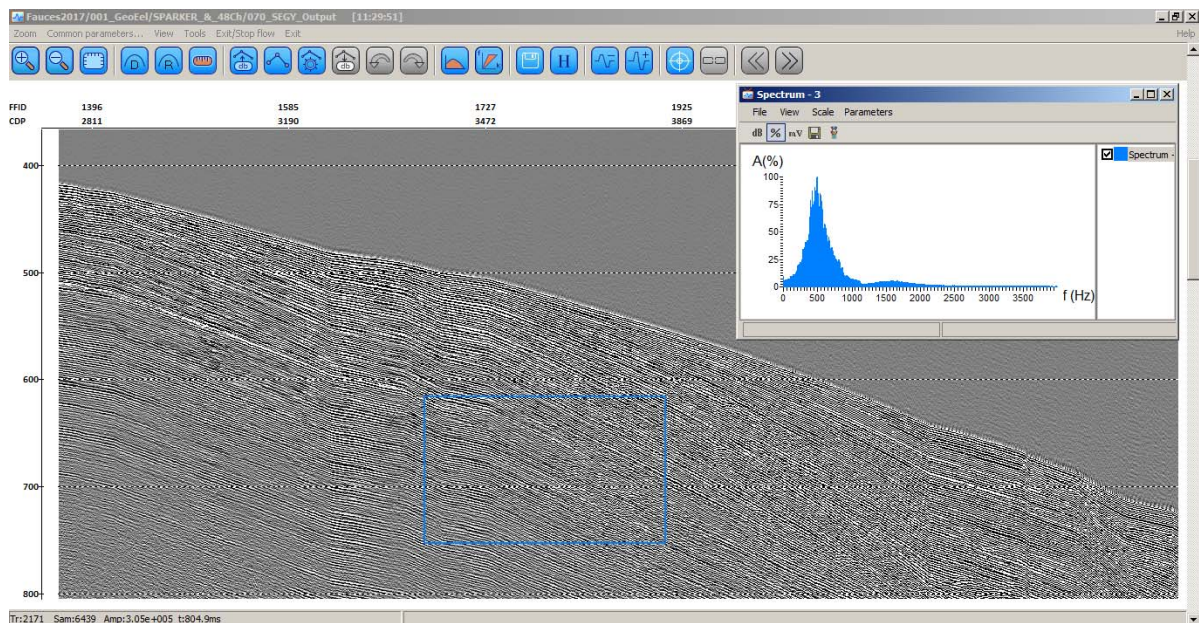 Fauces2017/001_GeoEel/SPARKER_&_48Ch/070_SEGY_Output [11:29:51]
Zoom Common parameters... View Tools Exit/Stop flow Exit Help
D R db db H
FFID 1396 1585 1727 1925
CDP 2811 3190 3472 3869
Spectrum - 3
File View Scale Parameters
dB % mV
A(%)
100
75
50
25
0
0 500 1000 1500 2000 2500 3000 3500 f (Hz)
Spectrum -
400
500
600
700
800
Tr:2171 Sam:6439 Amp:3.05e+005 t:804.9ms